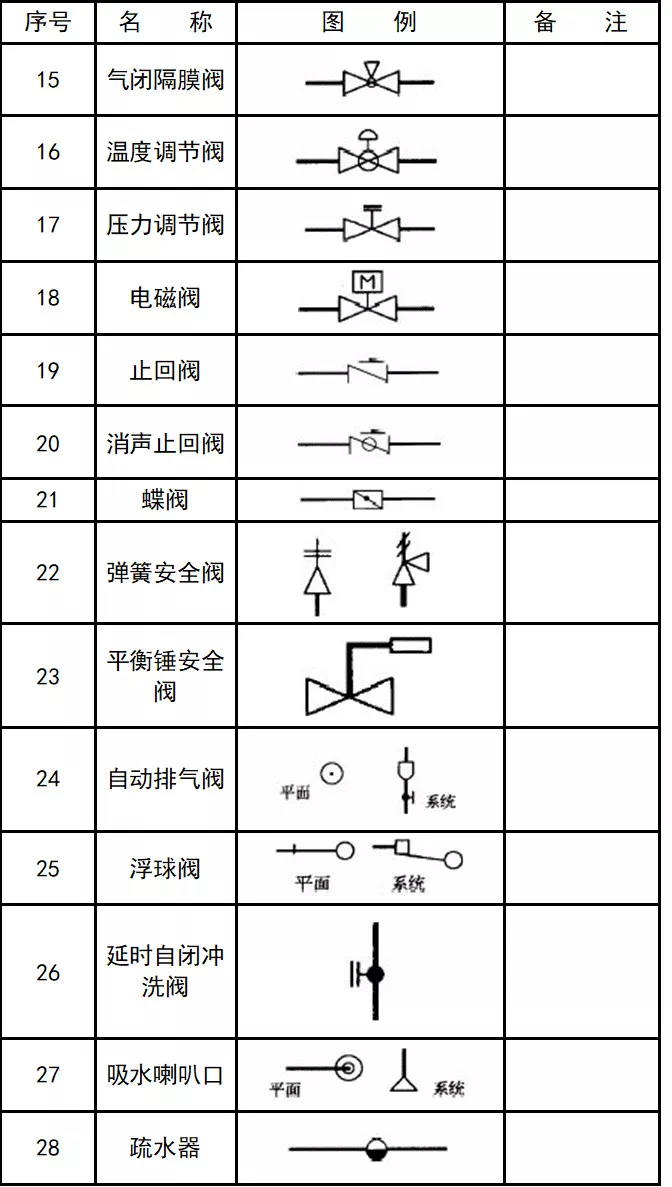 序号 名 称 图 例 备 注
15 气闭隔膜阀
16 温度调节阀
17 压力调节阀
18 电磁阀 M
19 止回阀
20 消声止回阀
21 蝶阀
22 弹簧安全阀
23 平衡锤安全
阀
24 自动排气阀 平面 系统
25 浮球阀 平面 系统
26 延时自闭冲
洗阀
27 吸水喇叭口 平面 系统
28 疏水器